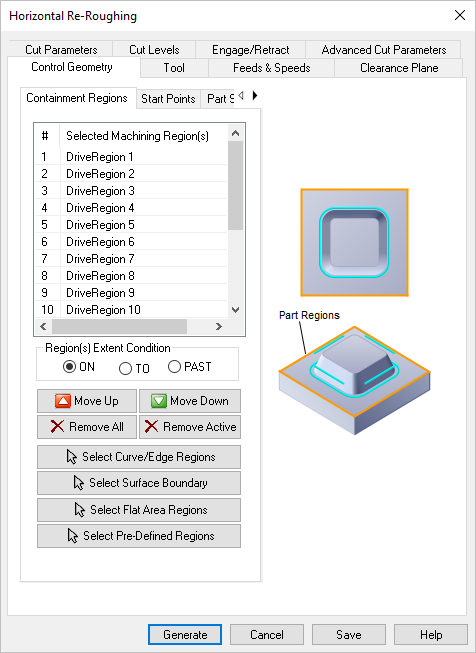 Horizontal Re-Roughing
Cut Parameters Cut Levels Engage/Retract Advanced Cut Parameters
Control Geometry Tool Feeds & Speeds Clearance Plane
Containment Regions Start Points Part S
# Selected Machining Region(s)
1 DriveRegion 1
2 DriveRegion 2
3 DriveRegion 3
4 DriveRegion 4
5 DriveRegion 5
6 DriveRegion 6
7 DriveRegion 7
8 DriveRegion 8
9 DriveRegion 9
10 DriveRegion 10
Region(s) Extent Condition
ON TO PAST
Move Up Move Down
Remove All Remove Active
Select Curve/Edge Regions
Select Surface Boundary
Select Flat Area Regions
Select Pre-Defined Regions
Part Regions
Generate Cancel Save Help